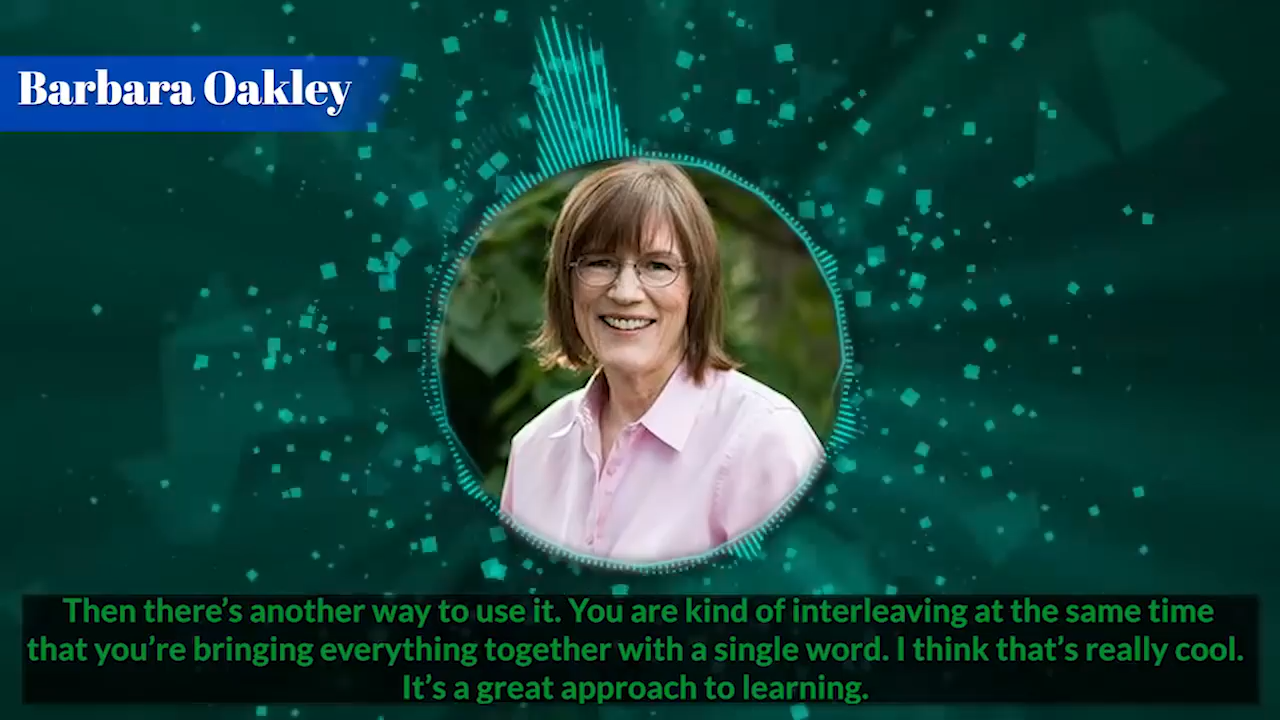 Barbara Oakley
Then there’s another way to use it. You are kind of interleaving at the same time
that you’re bringing everything together with a single word. I think that’s really cool.
It’s a great approach to learning.